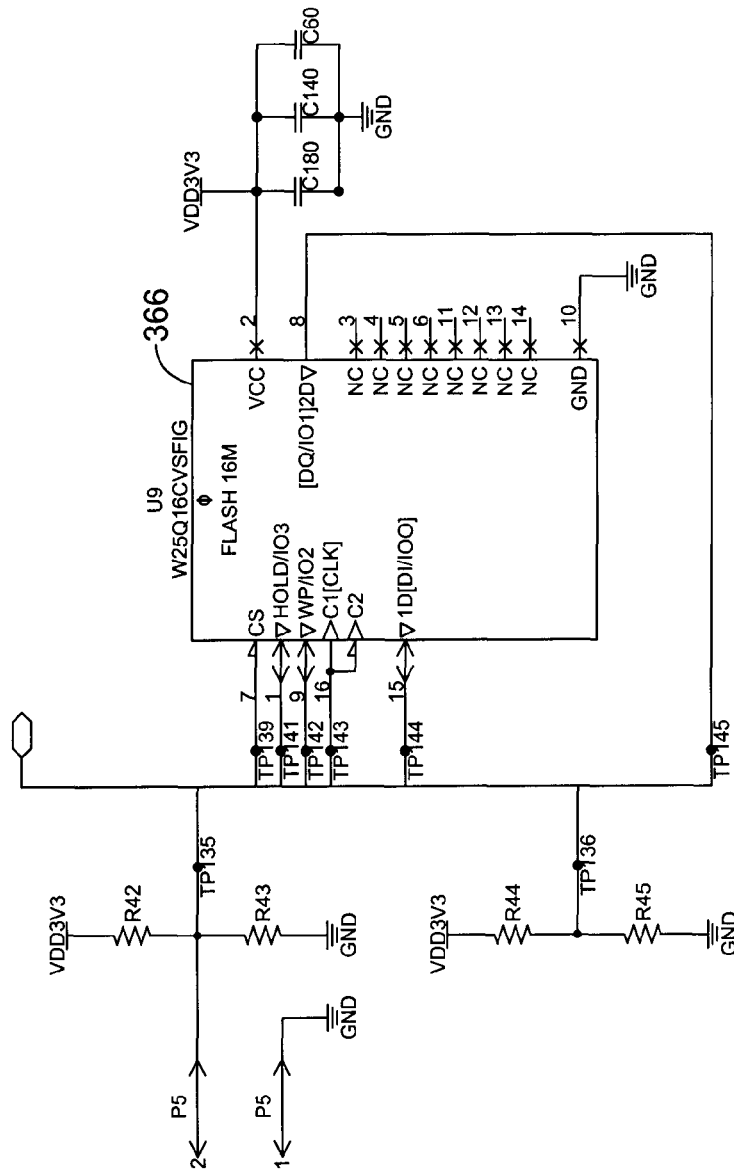 366
U9
W25Q16CVSFIG
Φ
FLASH 16M
VDD3V3
C180
C140
C60
GND
7
CS
1
HOLD/IO3
9
WP/IO2
16
C1[CLK]
C2
15
1D[DI/IOO]
VCC
2
[DQ/IO1]2D
8
NC
3
NC
4
NC
5
NC
6
NC
11
NC
12
NC
13
NC
14
GND
10
GND
TP139
TP141
TP142
TP143
TP144
TP145
VDD3V3
R42
TP135
R43
GND
2
P5
1
P5
GND
VDD3V3
R44
TP136
R45
GND